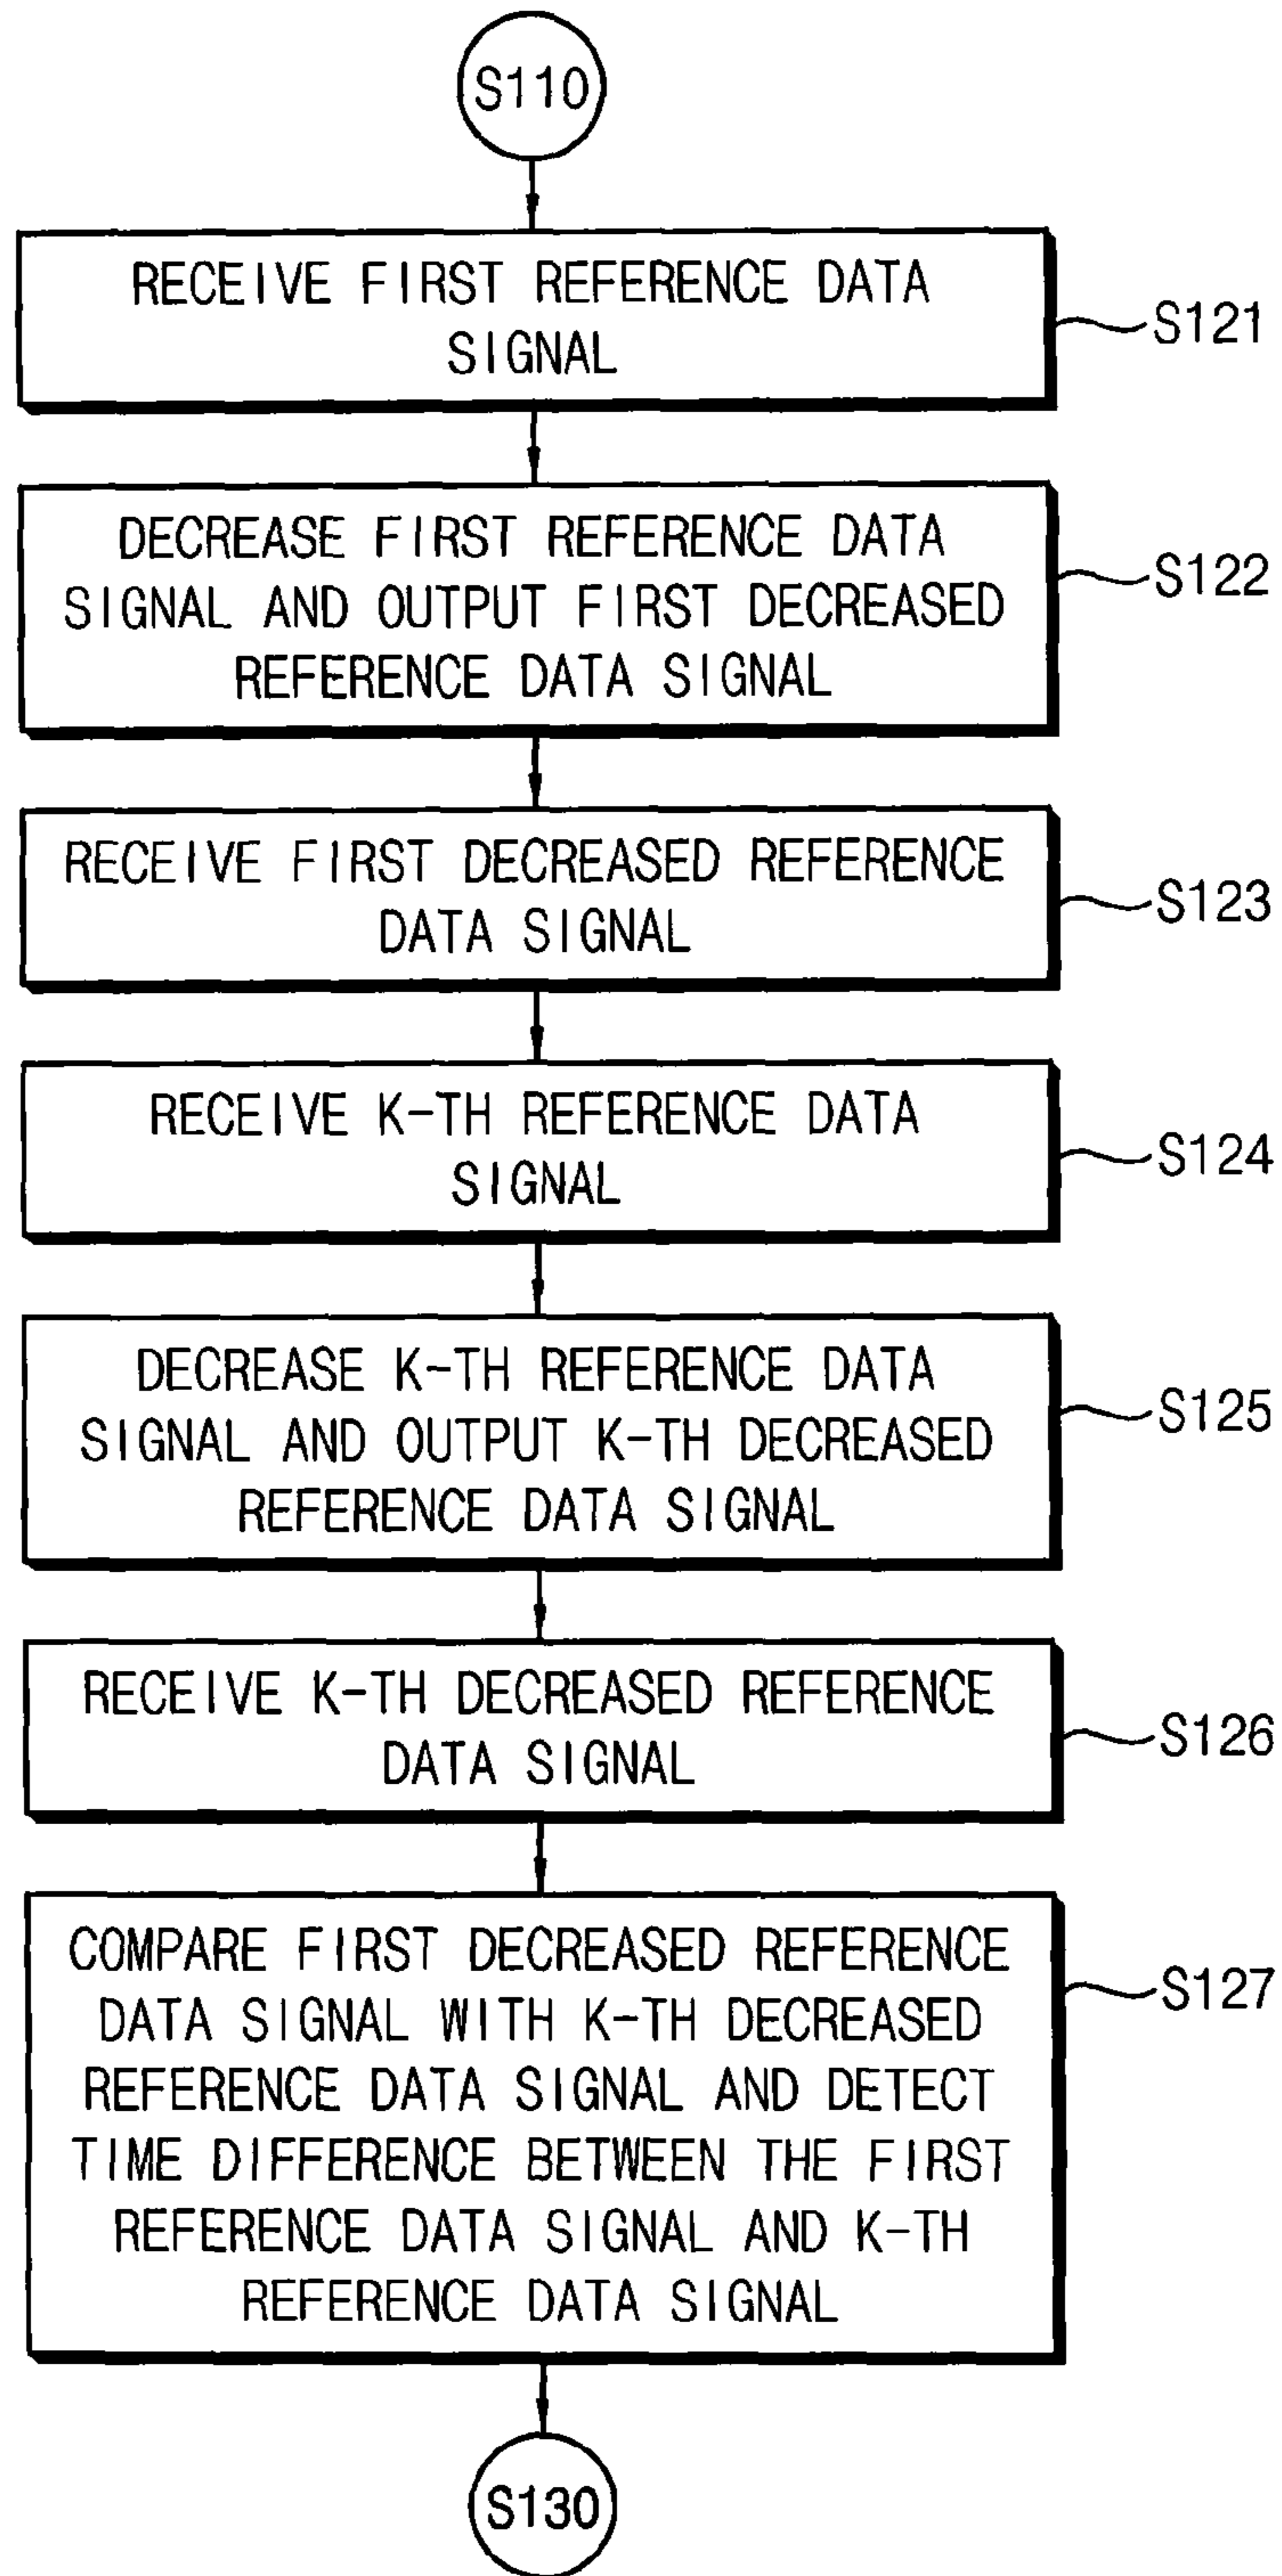 S110
RECEIVE FIRST REFERENCE DATA
SIGNAL
S121
DECREASE FIRST REFERENCE DATA
SIGNAL AND OUTPUT FIRST DECREASED
REFERENCE DATA SIGNAL
S122
RECEIVE FIRST DECREASED REFERENCE
DATA SIGNAL
S123
RECEIVE K-TH REFERENCE DATA
SIGNAL
S124
DECREASE K-TH REFERENCE DATA
SIGNAL AND OUTPUT K-TH DECREASED
REFERENCE DATA SIGNAL
S125
RECEIVE K-TH DECREASED REFERENCE
DATA SIGNAL
S126
COMPARE FIRST DECREASED REFERENCE
DATA SIGNAL WITH K-TH DECREASED
REFERENCE DATA SIGNAL AND DETECT
TIME DIFFERENCE BETWEEN THE FIRST
REFERENCE DATA SIGNAL AND K-TH
REFERENCE DATA SIGNAL
S127
S130